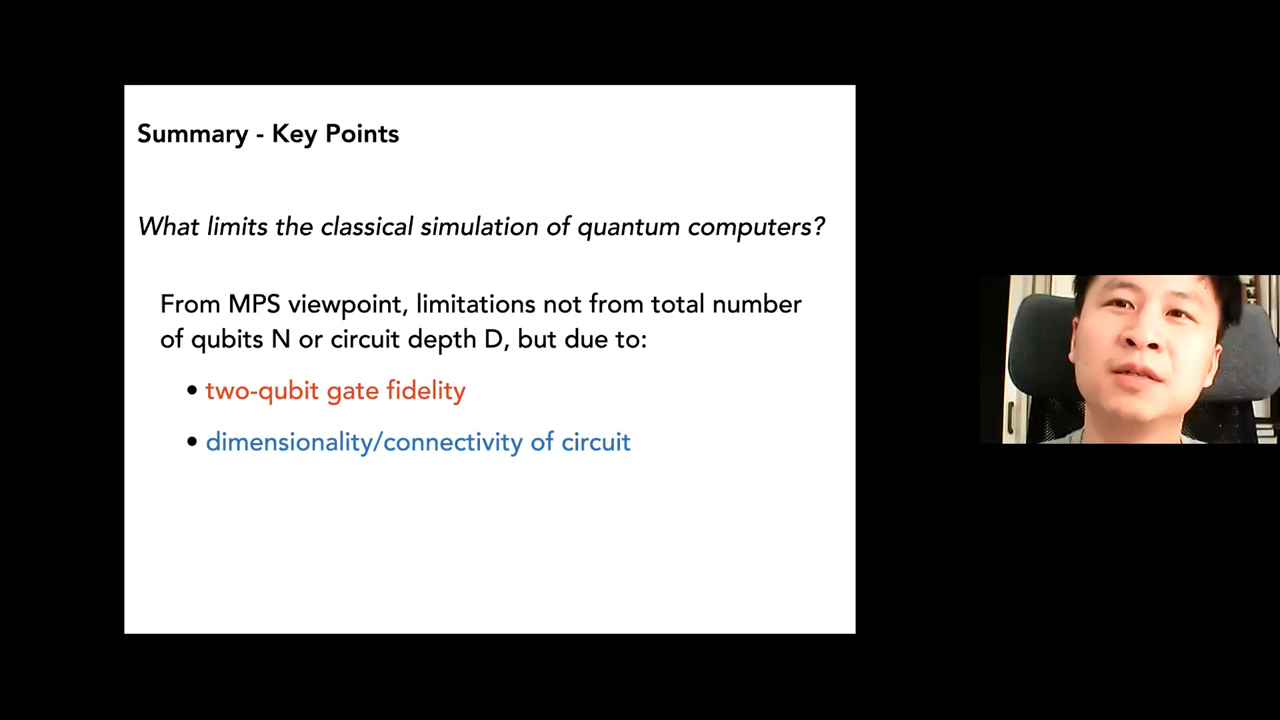 Summary - Key Points
What limits the classical simulation of quantum computers?
From MPS viewpoint, limitations not from total number
of qubits N or circuit depth D, but due to:
• two-qubit gate fidelity
• dimensionality/connectivity of circuit